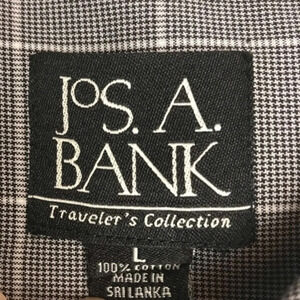 JoS. A.
BANK
Traveler's Collection
L
100% COTTON
MADE IN
SRI LANKA